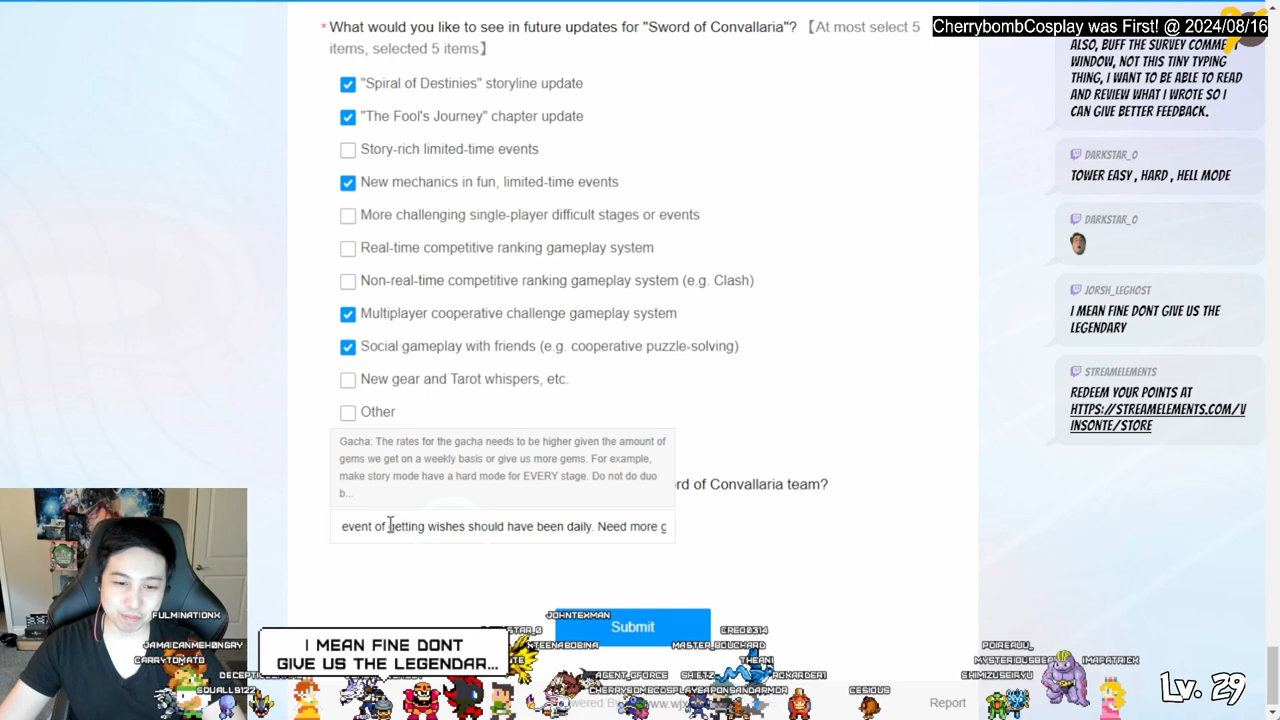 * What would you like to see in future updates for "Sword of Convallaria"? 【At most select 5
items, selected 5 items】
"Spiral of Destinies" storyline update
"The Fool's Journey" chapter update
Story-rich limited-time events
New mechanics in fun, limited-time events
More challenging single-player difficult stages or events
Real-time competitive ranking gameplay system
Non-real-time competitive ranking gameplay system (e.g. Clash)
Multiplayer cooperative challenge gameplay system
Social gameplay with friends (e.g. cooperative puzzle-solving)
New gear and Tarot whispers, etc.
Other
Gacha: The rates for the gacha needs to be higher given the amount of
gems we get on a weekly basis or give us more gems. For example,
make story mode have a hard mode for EVERY stage. Do not do duo
b...
rd of Convallaria team?
event of getting wishes should have been daily. Need more g
Submit
Report
CherrybombCosplay was First! @ 2024/08/16
ALSO, BUFF THE SURVEY COMMENT
WINDOW, NOT THIS TINY TYPING
THING, I WANT TO BE ABLE TO READ
AND REVIEW WHAT I WROTE SO I
CAN GIVE BETTER FEEDBACK.
DARKSTAR_O
TOWER EASY , HARD , HELL MODE
DARKSTAR_O
JORSH_LEGHOST
I MEAN FINE DONT GIVE US THE
LEGENDARY
STREAMELEMENTS
REDEEM YOUR POINTS AT
HTTPS://STREAMELEMENTS.COM/V
INSONTE/STORE
I MEAN FINE DONT
GIVE US THE LEGENDAR...
FULMINATIONX
JAMAICANMEHONGRY
CARRYTOMATO
SQUALL9122
JOHNTEXMAN
XTEENABOBINA
MASTER_BOUCHARD
CRED0314
THEANI
AGENT_GFORCE
SHIETZ
CESIOUS
POIREAUU_
IMAPATRICK
SHIMIZUSEIRYU
Lv. 29